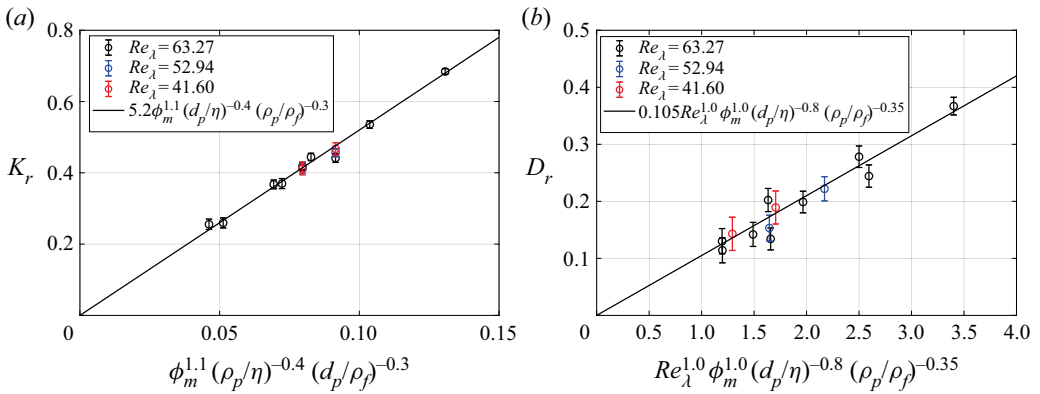 (a)
0.8
Re_λ = 63.27
Re_λ = 52.94
Re_λ = 41.60
5.2ϕ_m^{1.1} (d_p/η)^{−0.4} (ρ_p/ρ_f)^{−0.3}
0.6
K_r
0.4
0.2
0 0.05 0.10 0.15
ϕ_m^{1.1} (ρ_p/η)^{−0.4} (d_p/ρ_f)^{−0.3}
(b)
0.5
Re_λ = 63.27
Re_λ = 52.94
Re_λ = 41.60
0.105Re_λ^{1.0} ϕ_m^{1.0} (d_p/η)^{−0.8} (ρ_p/ρ_f)^{−0.35}
0.4
0.3
D_r
0.2
0.1
0 0.5 1.0 1.5 2.0 2.5 3.0 3.5 4.0
Re_λ^{1.0} ϕ_m^{1.0} (d_p/η)^{−0.8} (ρ_p/ρ_f)^{−0.35}